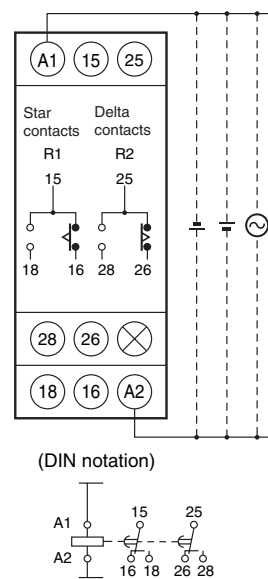 A1 15 25
Star contacts
Delta contacts
R1 R2
15 25
18 16 28 26
28 26
18 16 A2
(DIN notation)
A1 15 25
A2
16 18 26 28